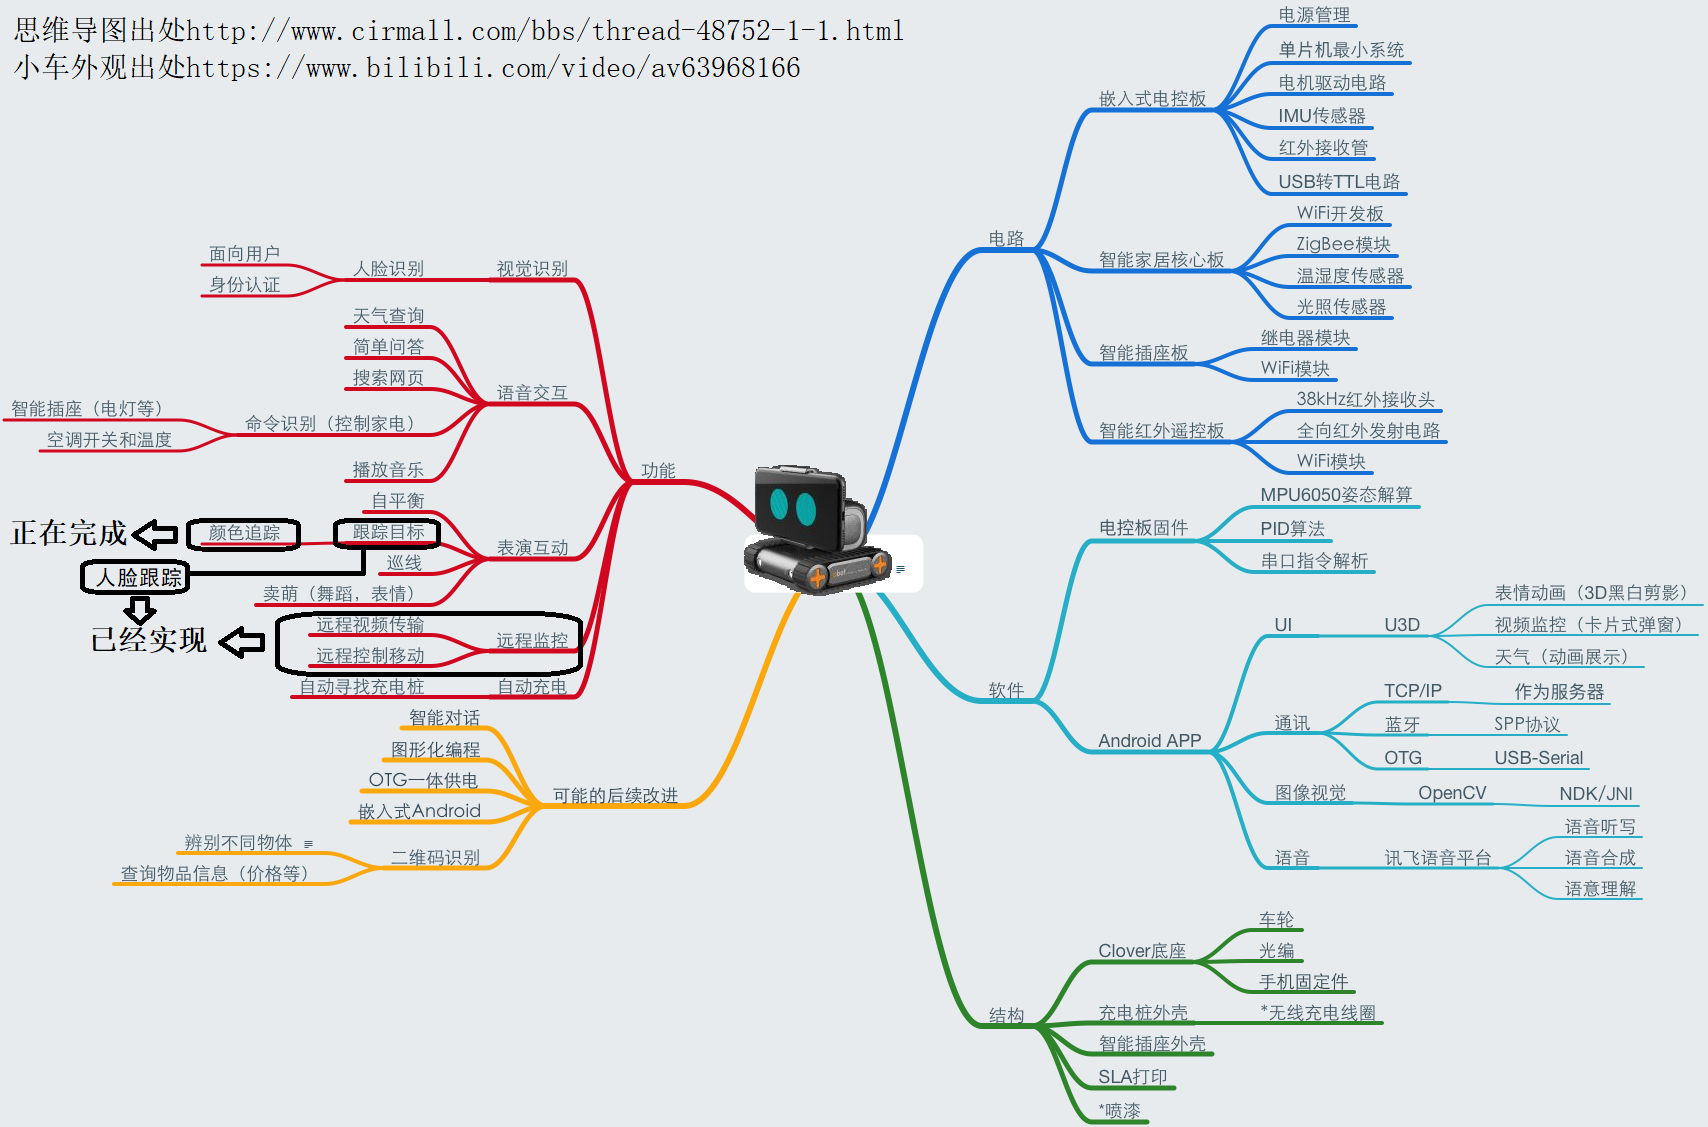 思维导图出处http://www.cirmall.com/bbs/thread-48752-1-1.html
小车外观出处https://www.bilibili.com/video/av63968166
电路
嵌入式电控板
电源管理
单片机最小系统
电机驱动电路
IMU传感器
红外接收管
USB转TTL电路
智能家居核心板
WiFi开发板
ZigBee模块
温湿度传感器
光照传感器
智能插座板
继电器模块
WiFi模块
智能红外遥控板
38kHz红外接收头
全向红外发射电路
WiFi模块
软件
电控板固件
MPU6050姿态解算
PID算法
串口指令解析
Android APP
UI
U3D
表情动画（3D黑白剪影）
视频监控（卡片式弹窗）
天气（动画展示）
通讯
TCP/IP
作为服务器
蓝牙
SPP协议
OTG
USB-Serial
图像视觉
OpenCV
NDK/JNI
语音
讯飞语音平台
语音听写
语音合成
语意理解
结构
Clover底座
车轮
光编
手机固定件
充电桩外壳
*无线充电线圈
智能插座外壳
SLA打印
*喷漆
功能
视觉识别
人脸识别
面向用户
身份认证
语音交互
天气查询
简单问答
搜索网页
命令识别（控制家电）
智能插座（电灯等）
空调开关和温度
播放音乐
表演互动
自平衡
跟踪目标
颜色追踪
正在完成
人脸跟踪
已经实现
巡线
卖萌（舞蹈，表情）
远程监控
远程视频传输
远程控制移动
自动充电
自动寻找充电桩
可能的后续改进
智能对话
图形化编程
OTG一体供电
嵌入式Android
二维码识别
辨别不同物体
查询物品信息（价格等）